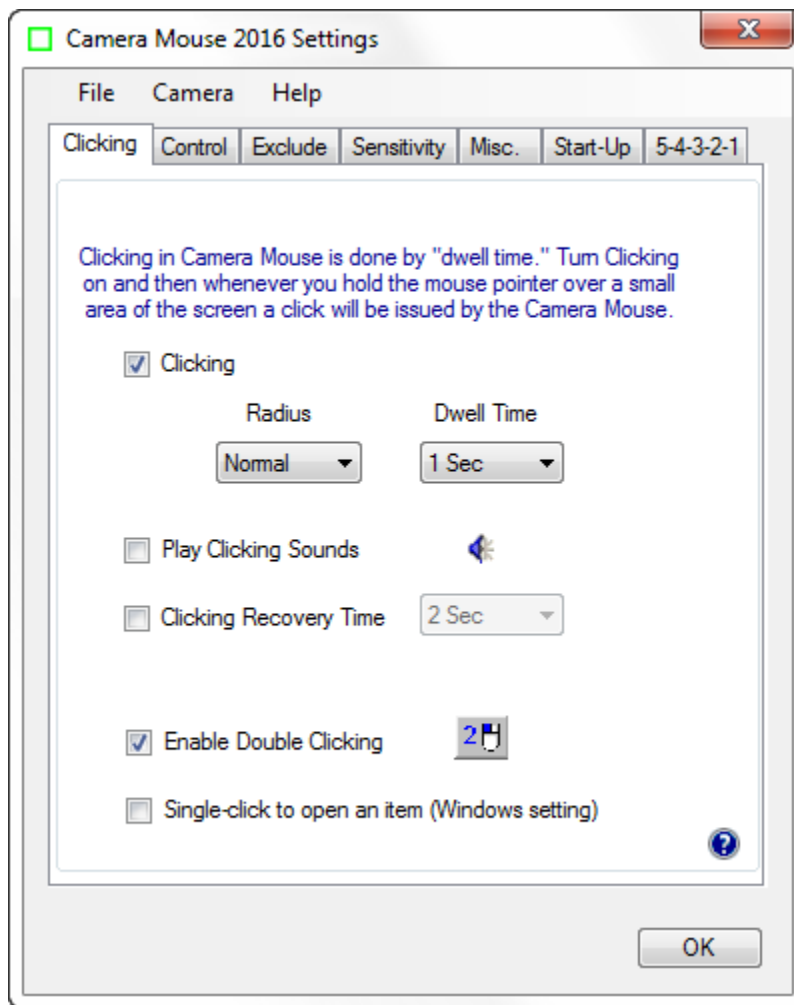 Camera Mouse 2016 Settings
File Camera Help
Clicking Control Exclude Sensitivity Misc. Start-Up 5-4-3-2-1
Clicking in Camera Mouse is done by "dwell time." Turn Clicking
on and then whenever you hold the mouse pointer over a small
area of the screen a click will be issued by the Camera Mouse.
Clicking
Radius Dwell Time
Normal 1 Sec
Play Clicking Sounds
Clicking Recovery Time 2 Sec
Enable Double Clicking 2
Single-click to open an item (Windows setting)
?
OK